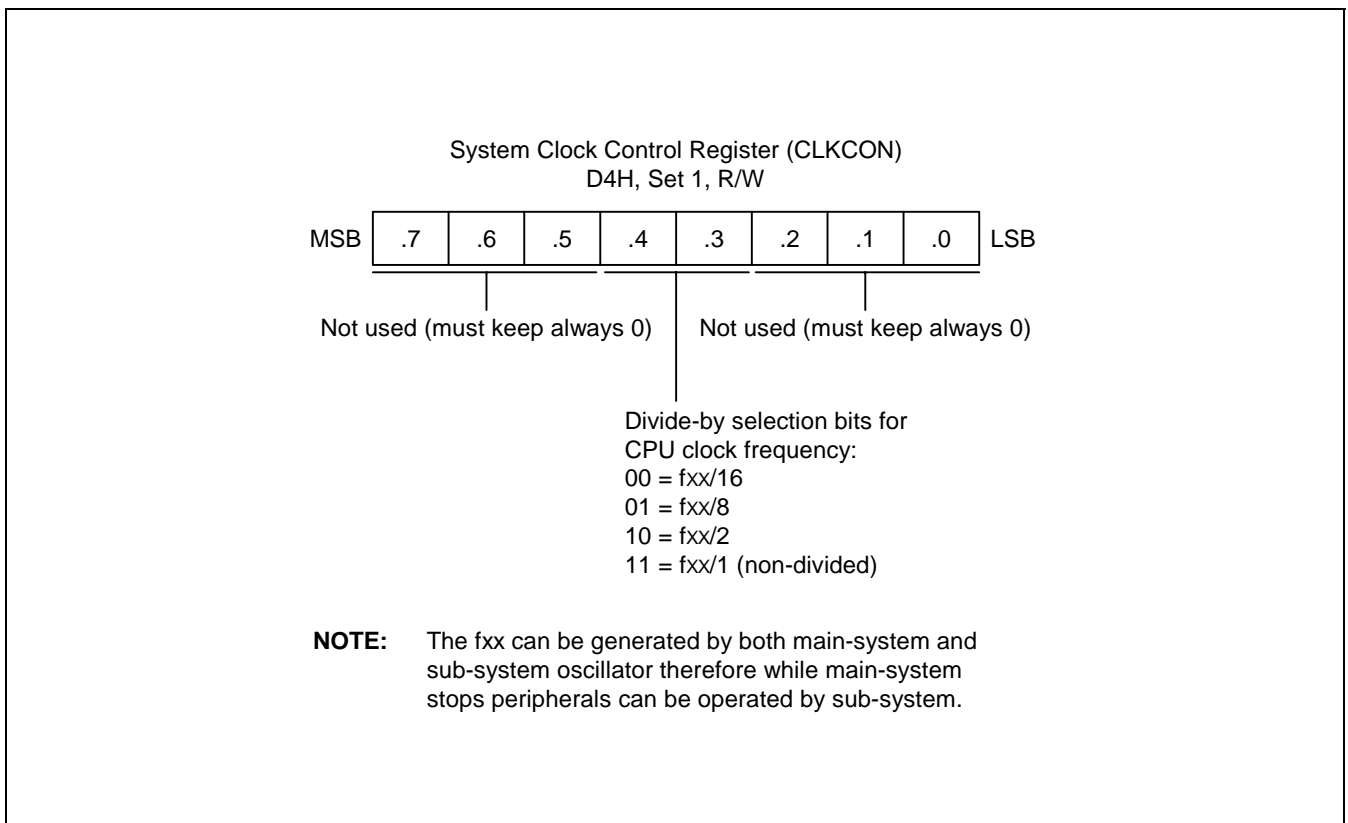 System Clock Control Register (CLKCON)
D4H, Set 1, R/W
MSB .7 .6 .5 .4 .3 .2 .1 .0 LSB
Not used (must keep always 0) Not used (must keep always 0)
Divide-by selection bits for
CPU clock frequency:
00 = fxx/16
01 = fxx/8
10 = fxx/2
11 = fxx/1 (non-divided)
NOTE: The fxx can be generated by both main-system and
sub-system oscillator therefore while main-system
stops peripherals can be operated by sub-system.